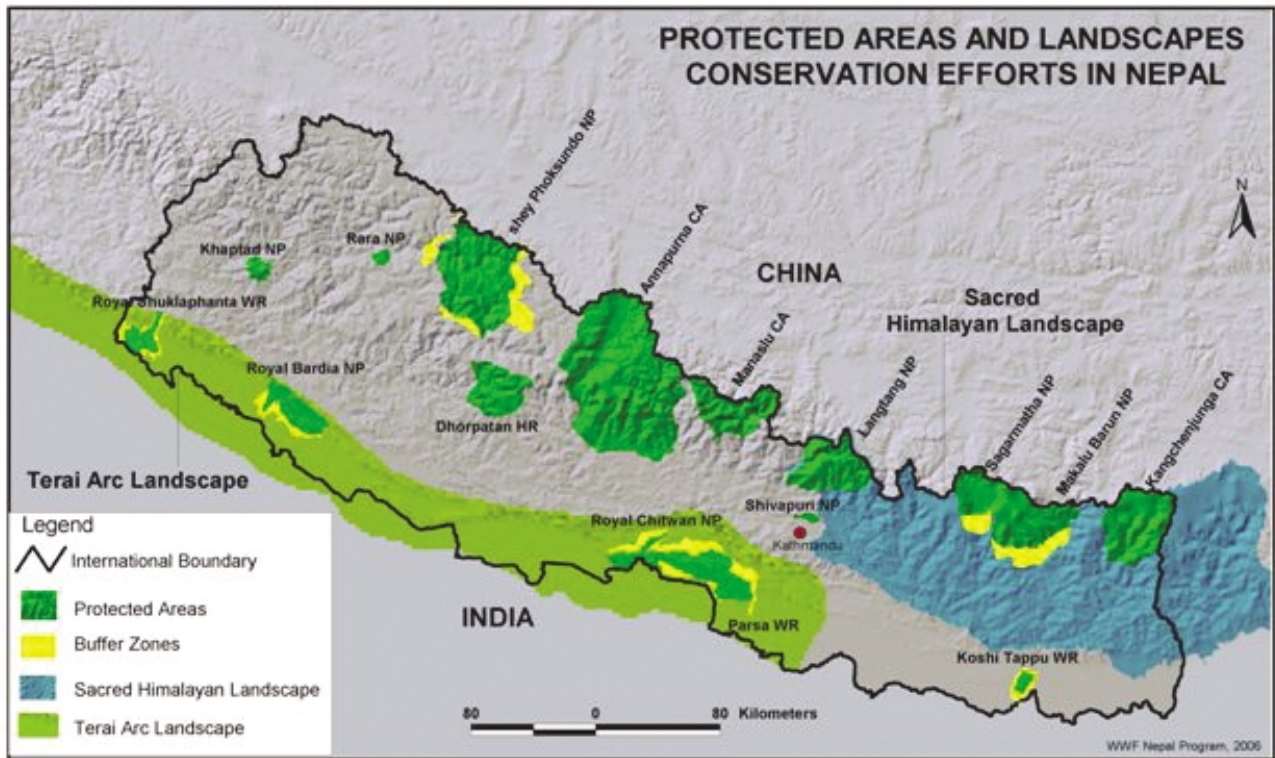 PROTECTED AREAS AND LANDSCAPES
CONSERVATION EFFORTS IN NEPAL
N
shey Phoksundo NP
Annapurna CA
Khaptad NP
Rara NP
CHINA
Sacred
Himalayan Landscape
Royal Shuklaphanta WR
Manaslu CA
Royal Bardia NP
Langtang NP
Sagarmatha NP
Makalu Barun NP
Kangchenjunga CA
Dhorpatan HR
Terai Arc Landscape
Shivapuri NP
Royal Chitwan NP
Kathmandu
INDIA
Parsa WR
Koshi Tappu WR
Legend
International Boundary
Protected Areas
Buffer Zones
Sacred Himalayan Landscape
Terai Arc Landscape
80 0 80 Kilometers
WWF Nepal Program, 2006